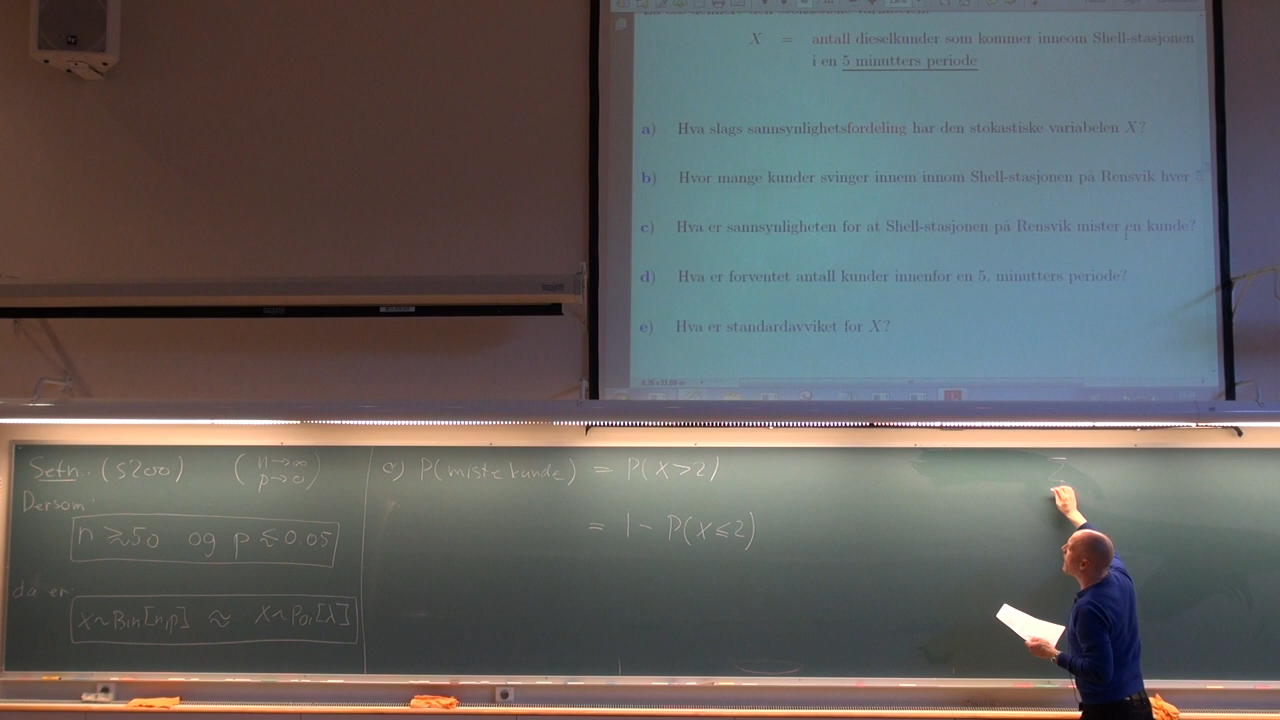 X = antall dieselkunder som kommer inneom Shell-stasjonen
i en 5 minutters periode
a) Hva slags sannsynlighetsfordeling har den stokastiske variabelen X?
b) Hvor mange kunder svinger innem innom Shell-stasjonen på Rensvik hver 5
c) Hva er sannsynligheten for at Shell-stasjonen på Rensvik mister en kunde?
d) Hva er forventet antall kunder innenfor en 5. minutters periode?
e) Hva er standardavviket for X?
Setn. (5200) (n→∞
p→0)
Dersom:
n ≥ 50 og p ≤ 0.05
da er:
X~Bin[n,p] ≈ X~Poi[λ]
c) P(miste kunde) = P(X>2)
= 1 - P(X≤2)